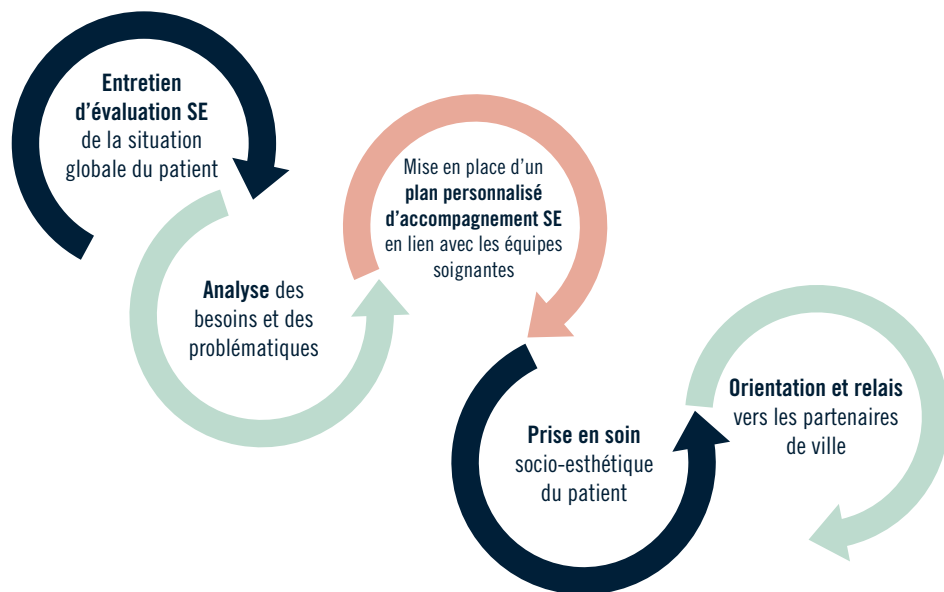 Entretien
d’évaluation SE
de la situation
globale du patient
Analyse des
besoins et des
problématiques
Mise en place d’un
plan personnalisé
d’accompagnement SE
en lien avec les équipes
soignantes
Prise en soin
socio-esthétique
du patient
Orientation et relais
vers les partenaires
de ville